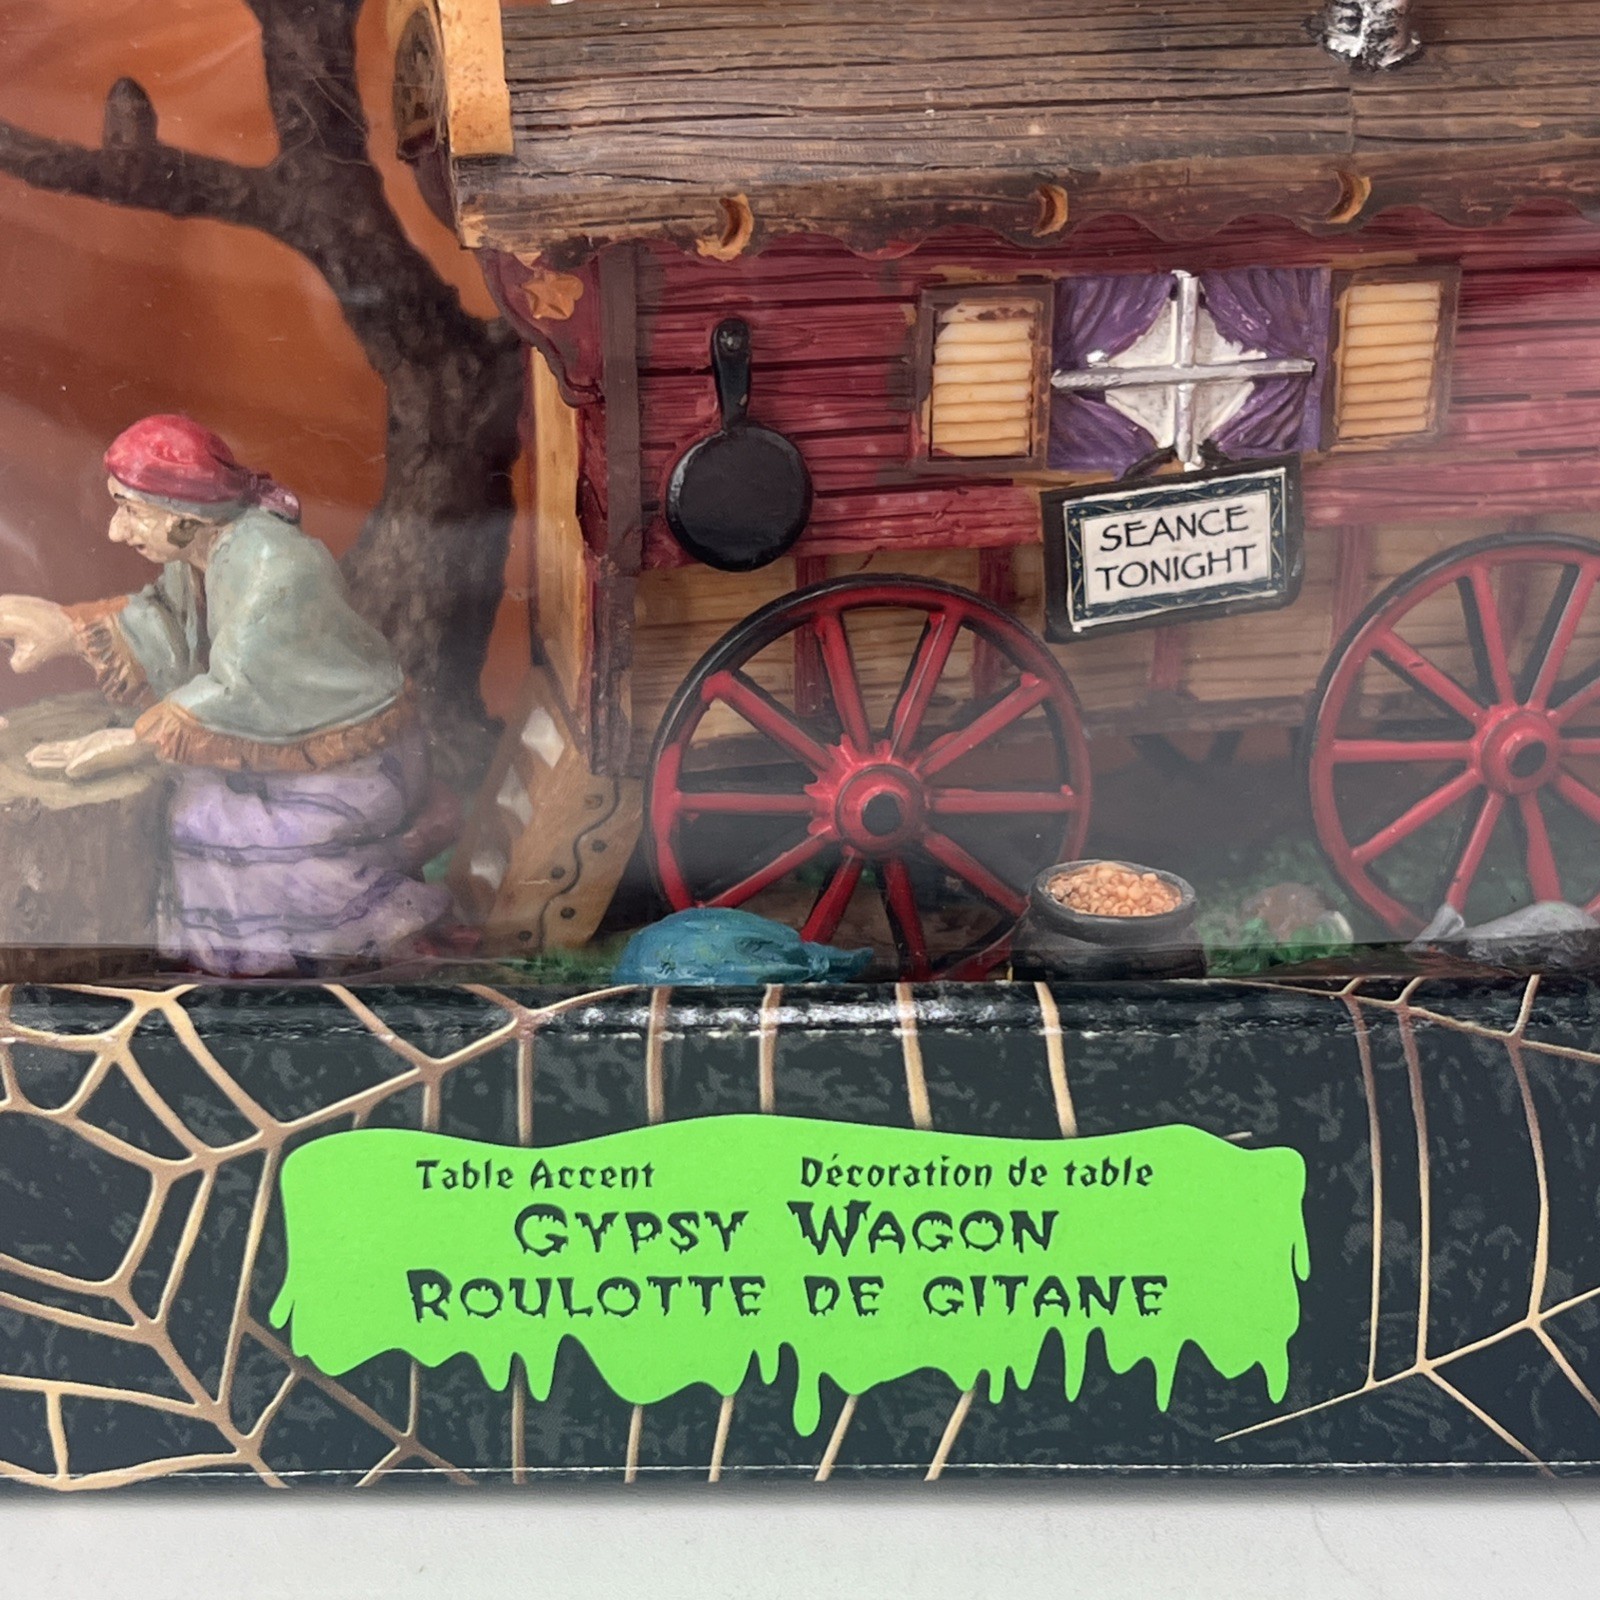 SEANCE
TONIGHT
Table Accent Décoration de table
GYPSY WAGON
ROULOTTE DE GITANE